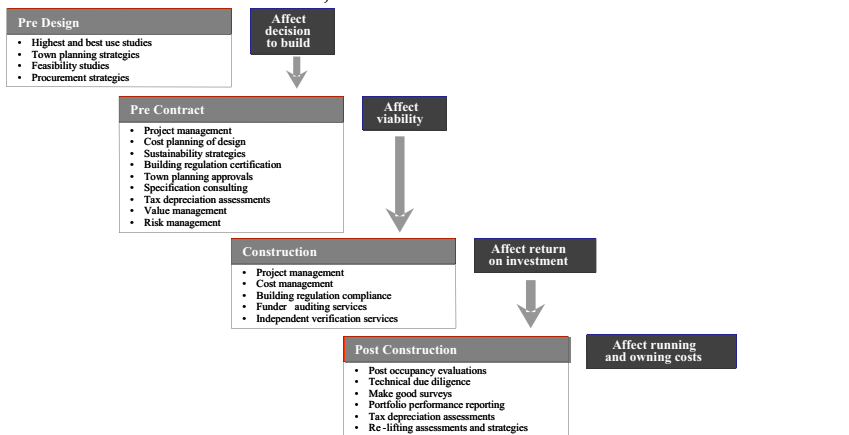 Pre Design
• Highest and best use studies
• Town planning strategies
• Feasibility studies
• Procurement strategies
Affect
decision
to build
Pre Contract
• Project management
• Cost planning of design
• Sustainability strategies
• Building regulation certification
• Town planning approvals
• Specification consulting
• Tax depreciation assessments
• Value management
• Risk management
Affect
viability
Construction
• Project management
• Cost management
• Building regulation compliance
• Funder auditing services
• Independent verification services
Affect return
on investment
Post Construction
• Post occupancy evaluations
• Technical due diligence
• Make good surveys
• Portfolio performance reporting
• Tax depreciation assessments
• Re-lifting assessments and strategies
Affect running
and owning costs